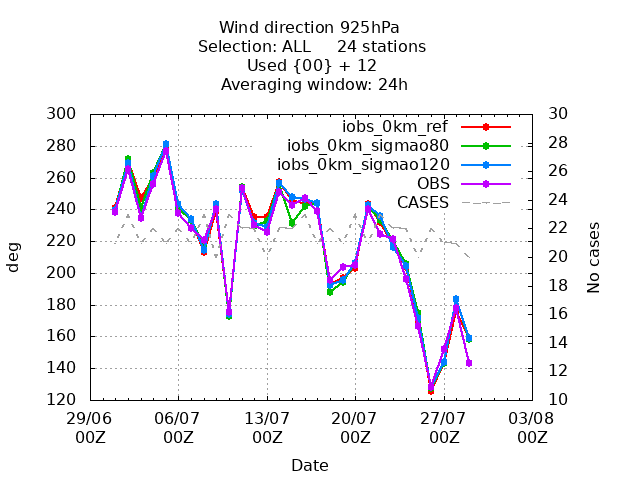 Wind direction 925hPa
Selection: ALL 24 stations
Used {00} + 12
Averaging window: 24h
300
280
260
240
220
200
180
160
140
120
deg
30
28
26
24
22
20
18
16
14
12
10
No cases
iobs_0km_ref
iobs_0km_sigmao80
iobs_0km_sigmao120
OBS
CASES
29/06 06/07 13/07 20/07 27/07 03/08
00Z 00Z 00Z 00Z 00Z 00Z
Date